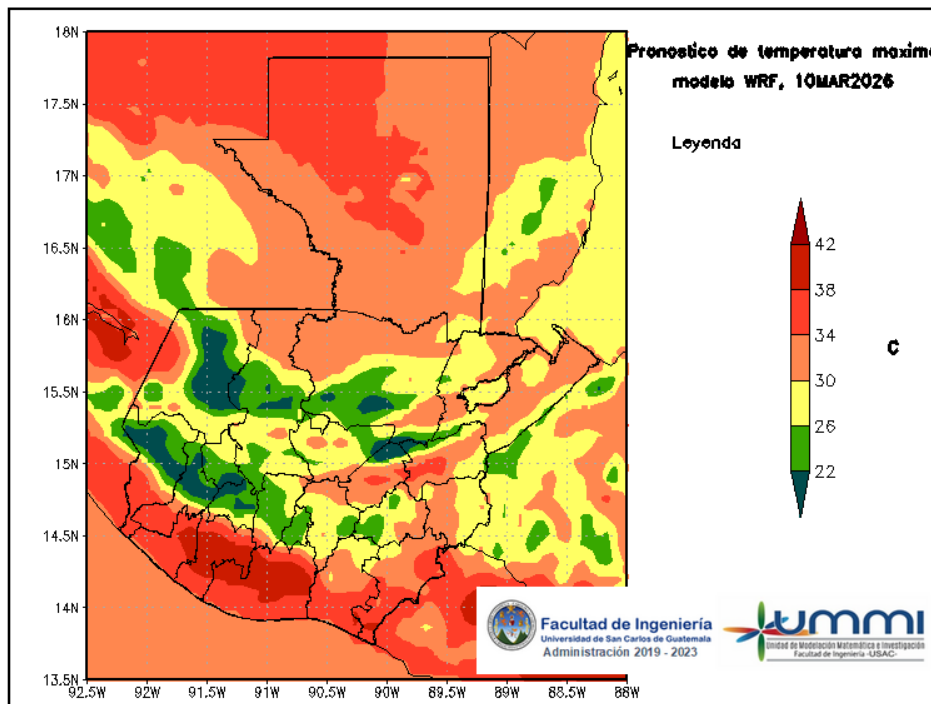 Pronostico de temperatura maxima
modelo WRF, 10MAR2026
Leyenda
42
38
34
30
26
22
C
18N
17.5N
17N
16.5N
16N
15.5N
15N
14.5N
14N
13.5N
92.5W
92W
91.5W
91W
90.5W
90W
89.5W
89W
88.5W
88W
Facultad de Ingeniería
Universidad de San Carlos de Guatemala
Administración 2019 - 2023
UMMI
Unidad de Modelación Matemática e Investigación
Facultad de Ingeniería -USAC-